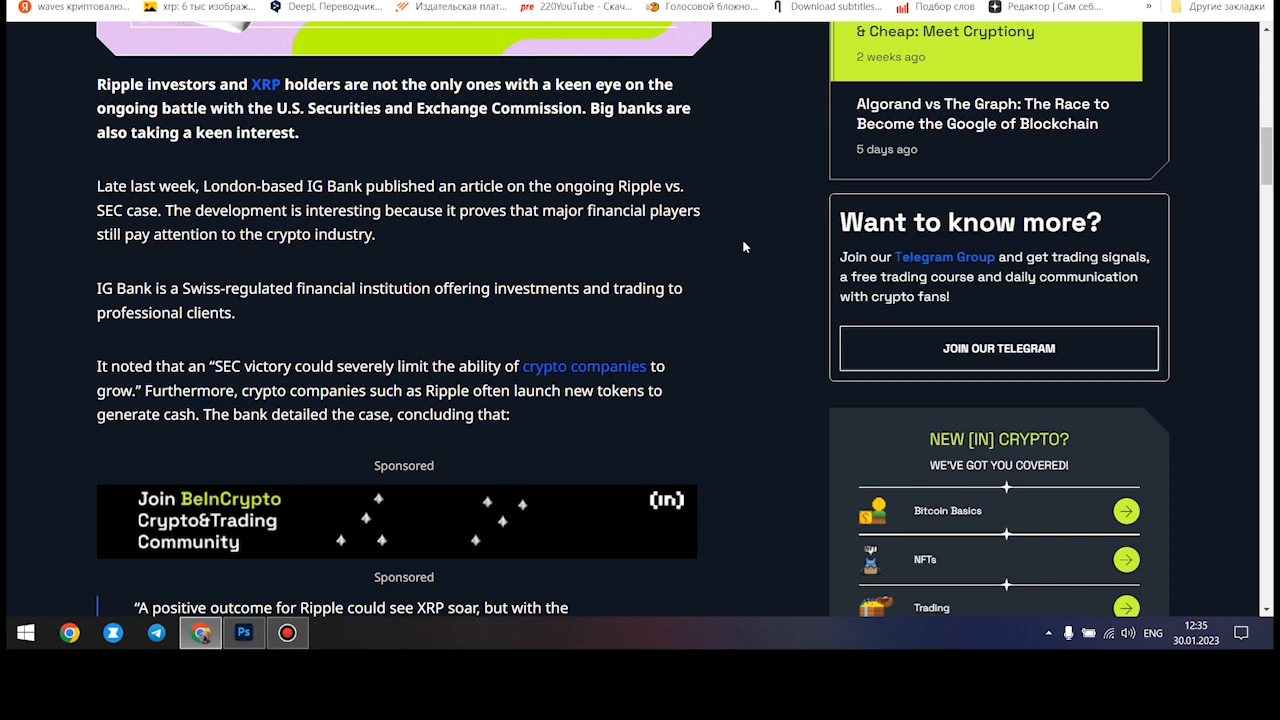 waves криптовалю...
xrp: 6 тыс изображ...
DeepL Переводчик...
Издательская плат...
pre 220YouTube - Скач...
Голосовой блокно...
Download subtitles...
Подбор слов
Редактор | Сам себ...
»
Другие закладки
Ripple investors and XRP holders are not the only ones with a keen eye on the
ongoing battle with the U.S. Securities and Exchange Commission. Big banks are
also taking a keen interest.
Late last week, London-based IG Bank published an article on the ongoing Ripple vs.
SEC case. The development is interesting because it proves that major financial players
still pay attention to the crypto industry.
IG Bank is a Swiss-regulated financial institution offering investments and trading to
professional clients.
It noted that an “SEC victory could severely limit the ability of crypto companies to
grow.” Furthermore, crypto companies such as Ripple often launch new tokens to
generate cash. The bank detailed the case, concluding that:
Sponsored
Join BeInCrypto
Crypto&Trading
Community
(in)
Sponsored
“A positive outcome for Ripple could see XRP soar, but with the
& Cheap: Meet Cryptiony
2 weeks ago
Algorand vs The Graph: The Race to
Become the Google of Blockchain
5 days ago
Want to know more?
Join our Telegram Group and get trading signals,
a free trading course and daily communication
with crypto fans!
JOIN OUR TELEGRAM
NEW [IN] CRYPTO?
WE'VE GOT YOU COVERED!
Bitcoin Basics
NFTs
Trading
Ps
ENG
12:35
30.01.2023